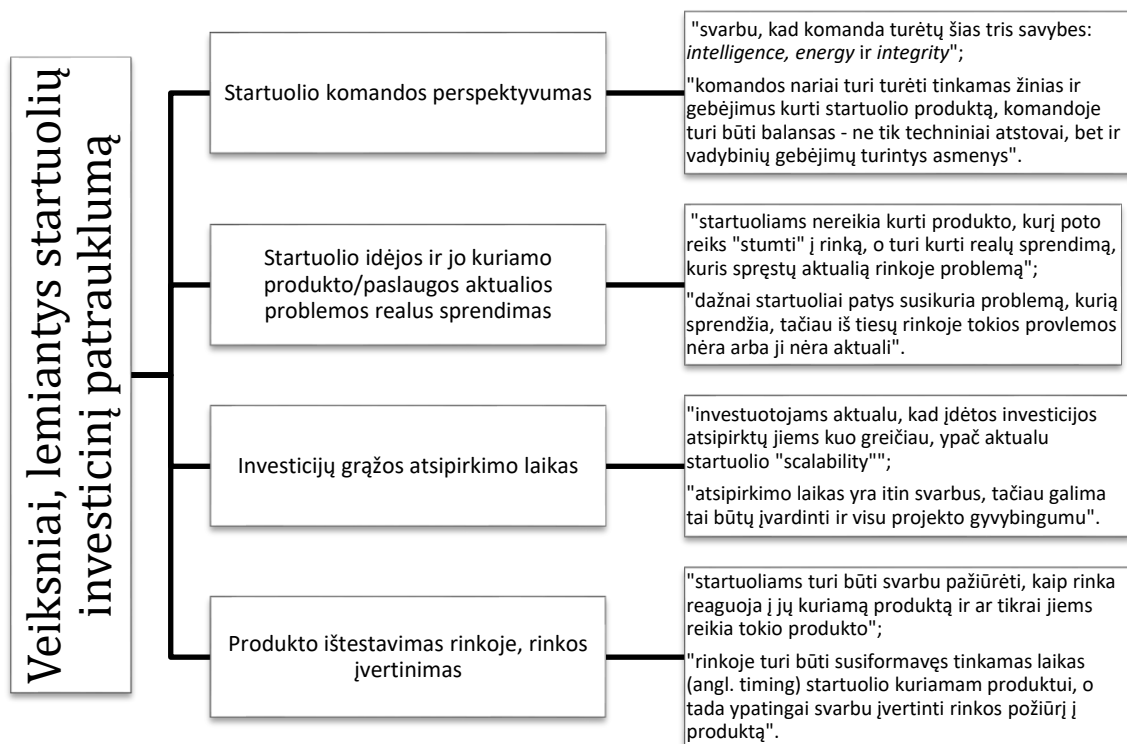 Veiksniai, lemiantys startuolių
investicinį patrauklumą
Startuolio komandos perspektyvumas
"svarbu, kad komanda turėtų šias tris savybes:
intelligence, energy ir integrity";
"komandos nariai turi turėti tinkamas žinias ir
gebėjimus kurti startuolio produktą, komandoje
turi būti balansas - ne tik techniniai atstovai, bet ir
vadybinių gebėjimų turintys asmenys".
Startuolio idėjos ir jo kuriamo
produkto/paslaugos aktualios
problemos realus sprendimas
"startuoliams nereikia kurti produkto, kurį poto
reiks "stumti" į rinką, o turi kurti realų sprendimą,
kuris spręstų aktualią rinkoje problemą";
"dažnai startuoliai patys susikuria problemą, kurią
sprendžia, tačiau iš tiesų rinkoje tokios provlemos
nėra arba ji nėra aktuali".
Investicijų grąžos atsipirkimo laikas
"investuotojams aktualu, kad įdėtos investicijos
atsipirktų jiems kuo greičiau, ypač aktualu
startuolio "scalability"";
"atsipirkimo laikas yra itin svarbus, tačiau galima
tai būtų įvardinti ir visu projekto gyvybingumu".
Produkto ištestavimas rinkoje, rinkos
įvertinimas
"startuoliams turi būti svarbu pažiūrėti, kaip rinka
reaguoja į jų kuriamą produktą ir ar tikrai jiems
reikia tokio produkto";
"rinkoje turi būti susiformavęs tinkamas laikas
(angl. timing) startuolio kuriamam produktui, o
tada ypatingai svarbu įvertinti rinkos požiūrį į
produktą".